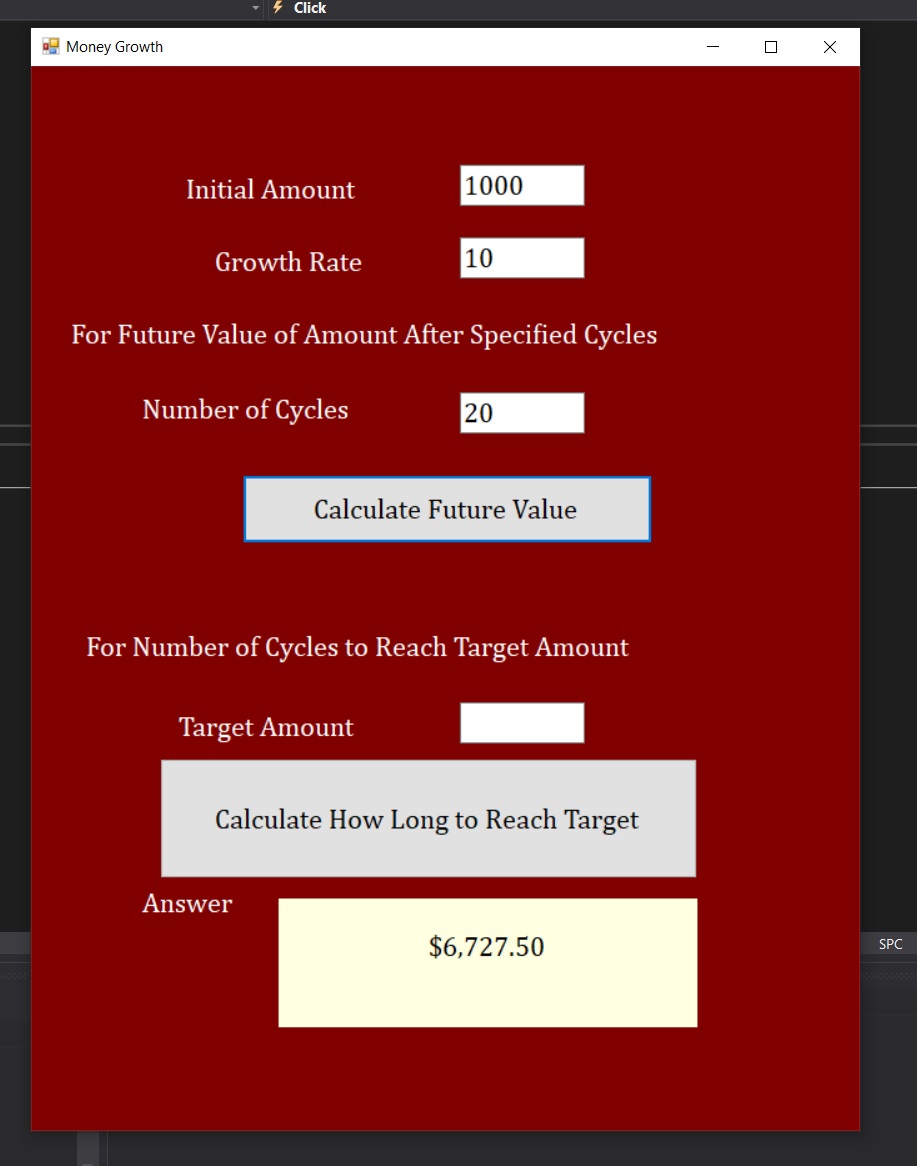 Click
Money Growth
Initial Amount 1000
Growth Rate 10
For Future Value of Amount After Specified Cycles
Number of Cycles 20
Calculate Future Value
For Number of Cycles to Reach Target Amount
Target Amount
Calculate How Long to Reach Target
Answer
$6,727.50
SPC